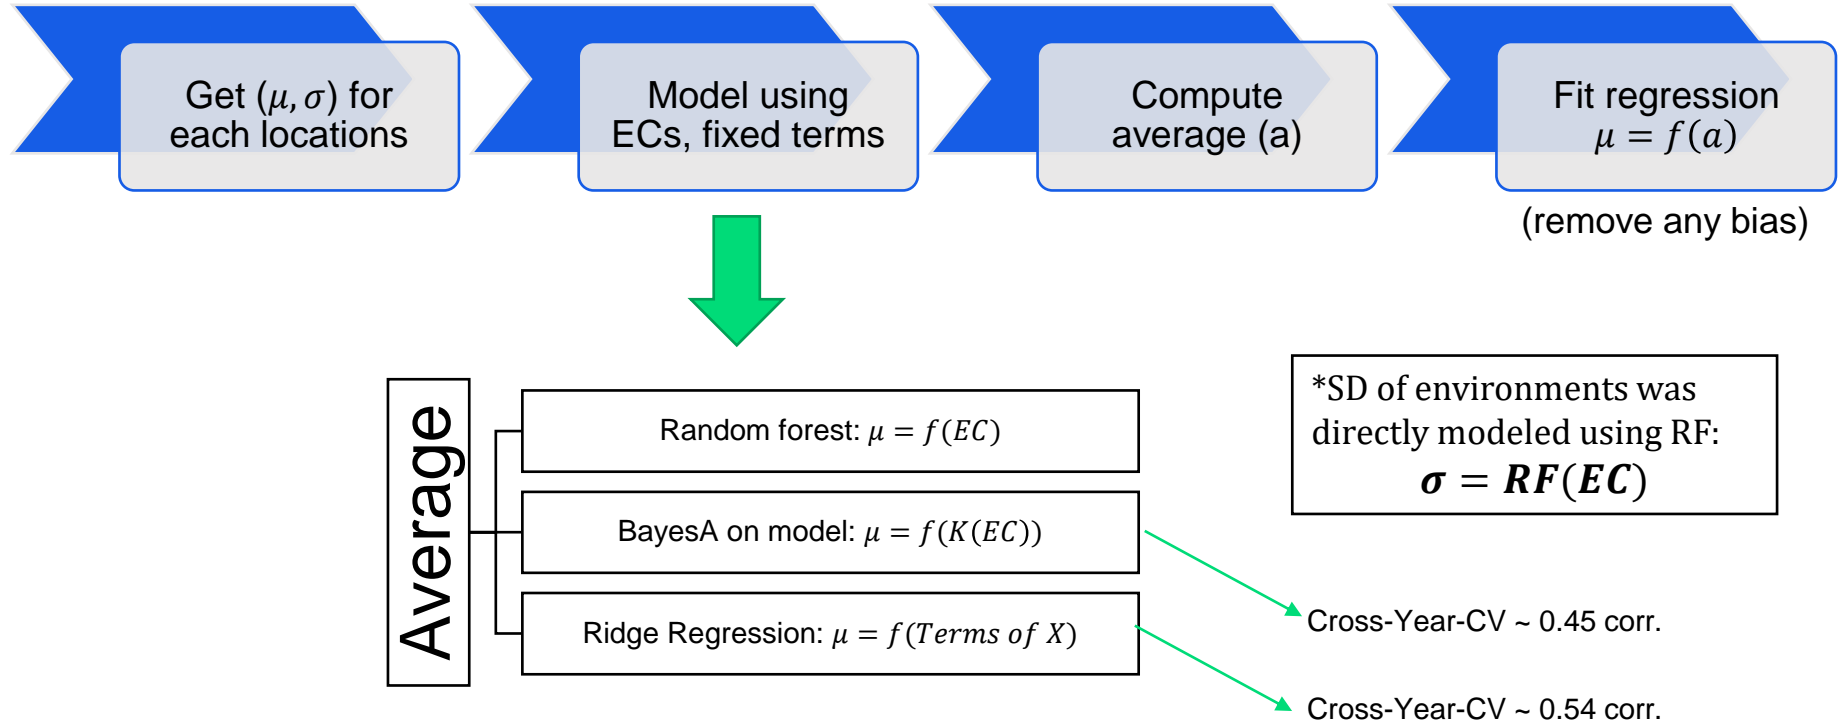 Get (μ, σ) for
each locations
Model using
ECs, fixed terms
Compute
average (a)
Fit regression
μ = f(a)
(remove any bias)
Average
Random forest: μ = f(EC)
BayesA on model: μ = f(K(EC))
Ridge Regression: μ = f(Terms of X)
*SD of environments was
directly modeled using RF:
σ = RF(EC)
Cross-Year-CV ~ 0.45 corr.
Cross-Year-CV ~ 0.54 corr.